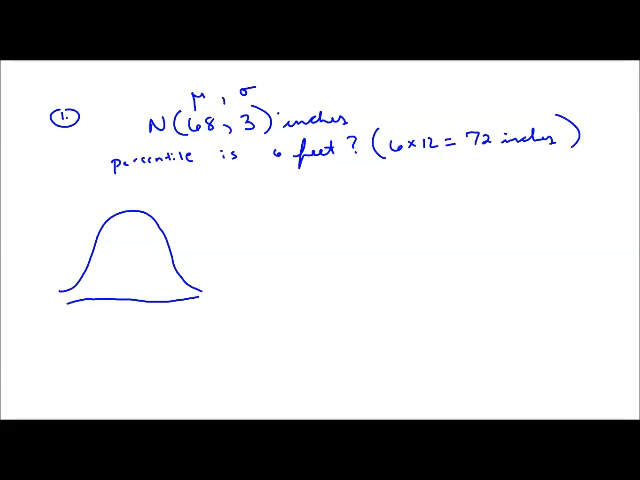 μ , σ
1. N(68, 3) inches
percentile is 6 feet? (6×12 = 72 inches)